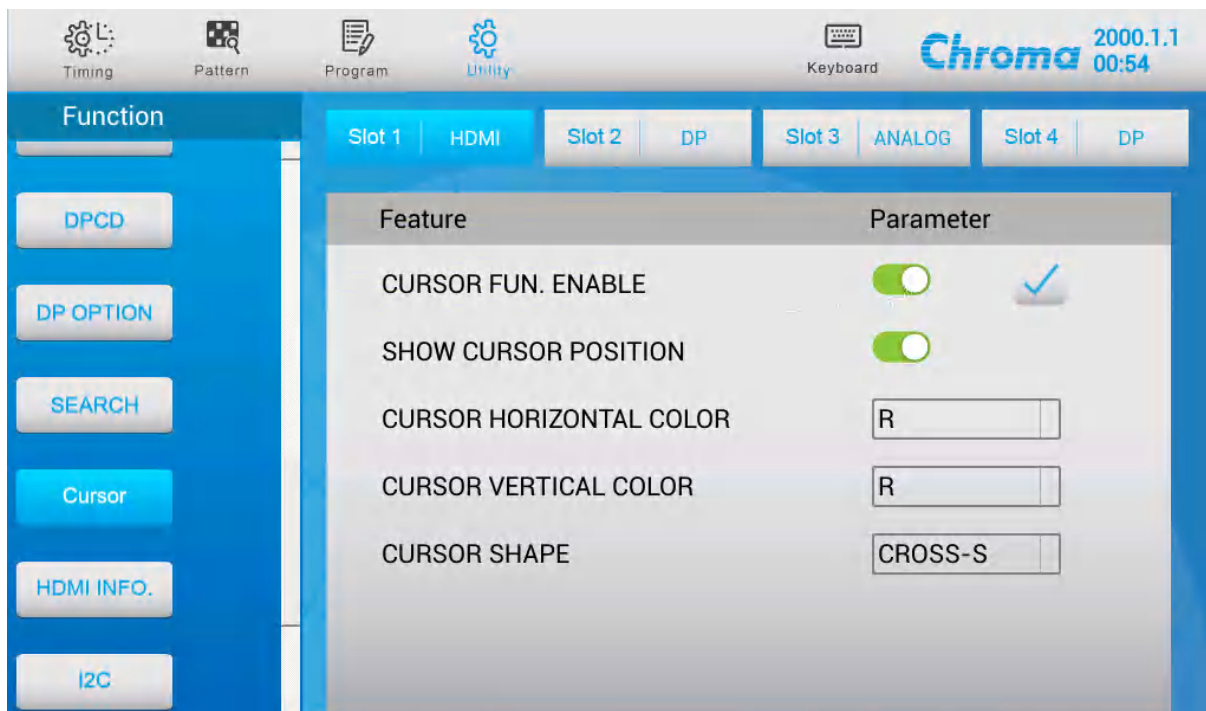 Timing Pattern Program Utility Keyboard Chroma 2000.1.1
00:54
Function
Slot 1 HDMI Slot 2 DP Slot 3 ANALOG Slot 4 DP
DPCD
DP OPTION
SEARCH
Cursor
HDMI INFO.
I2C
Feature Parameter
CURSOR FUN. ENABLE
SHOW CURSOR POSITION
CURSOR HORIZONTAL COLOR R
CURSOR VERTICAL COLOR R
CURSOR SHAPE CROSS-S